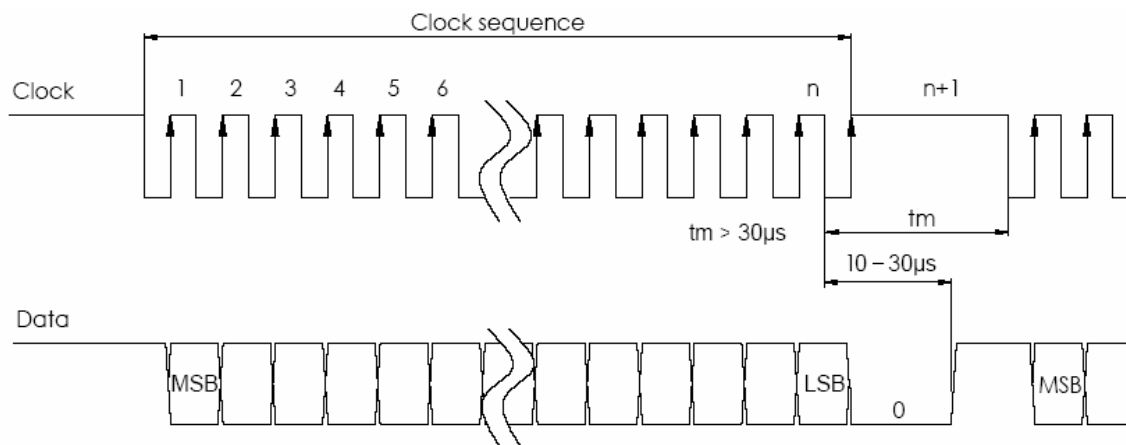 Clock sequence
Clock 1 2 3 4 5 6 n n+1
tm > 30µs tm
10 – 30µs
Data
MSB LSB 0 MSB